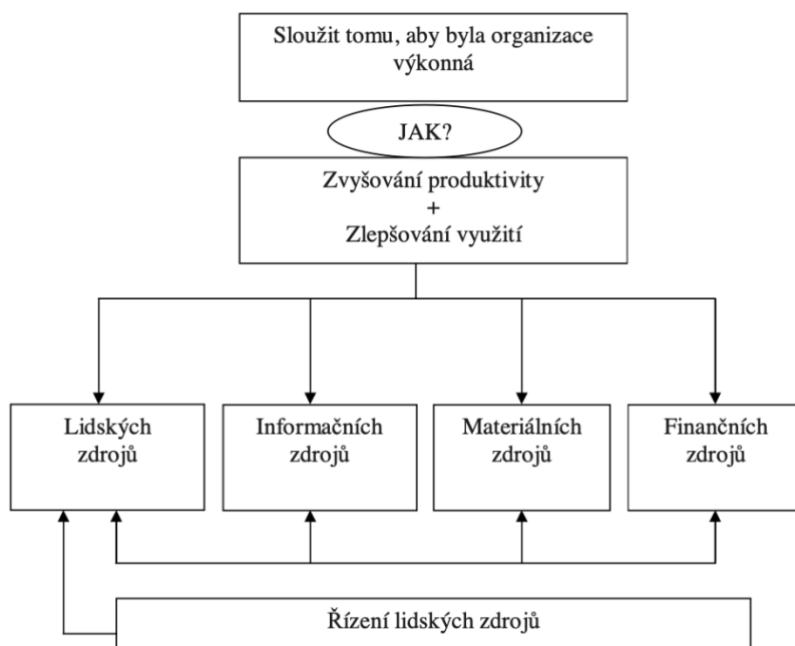 Sloužit tomu, aby byla organizace
výkonná
JAK?
Zvyšování produktivity
+
Zlepšování využití
Lidských
zdrojů
Informačních
zdrojů
Materiálních
zdrojů
Finančních
zdrojů
Řízení lidských zdrojů